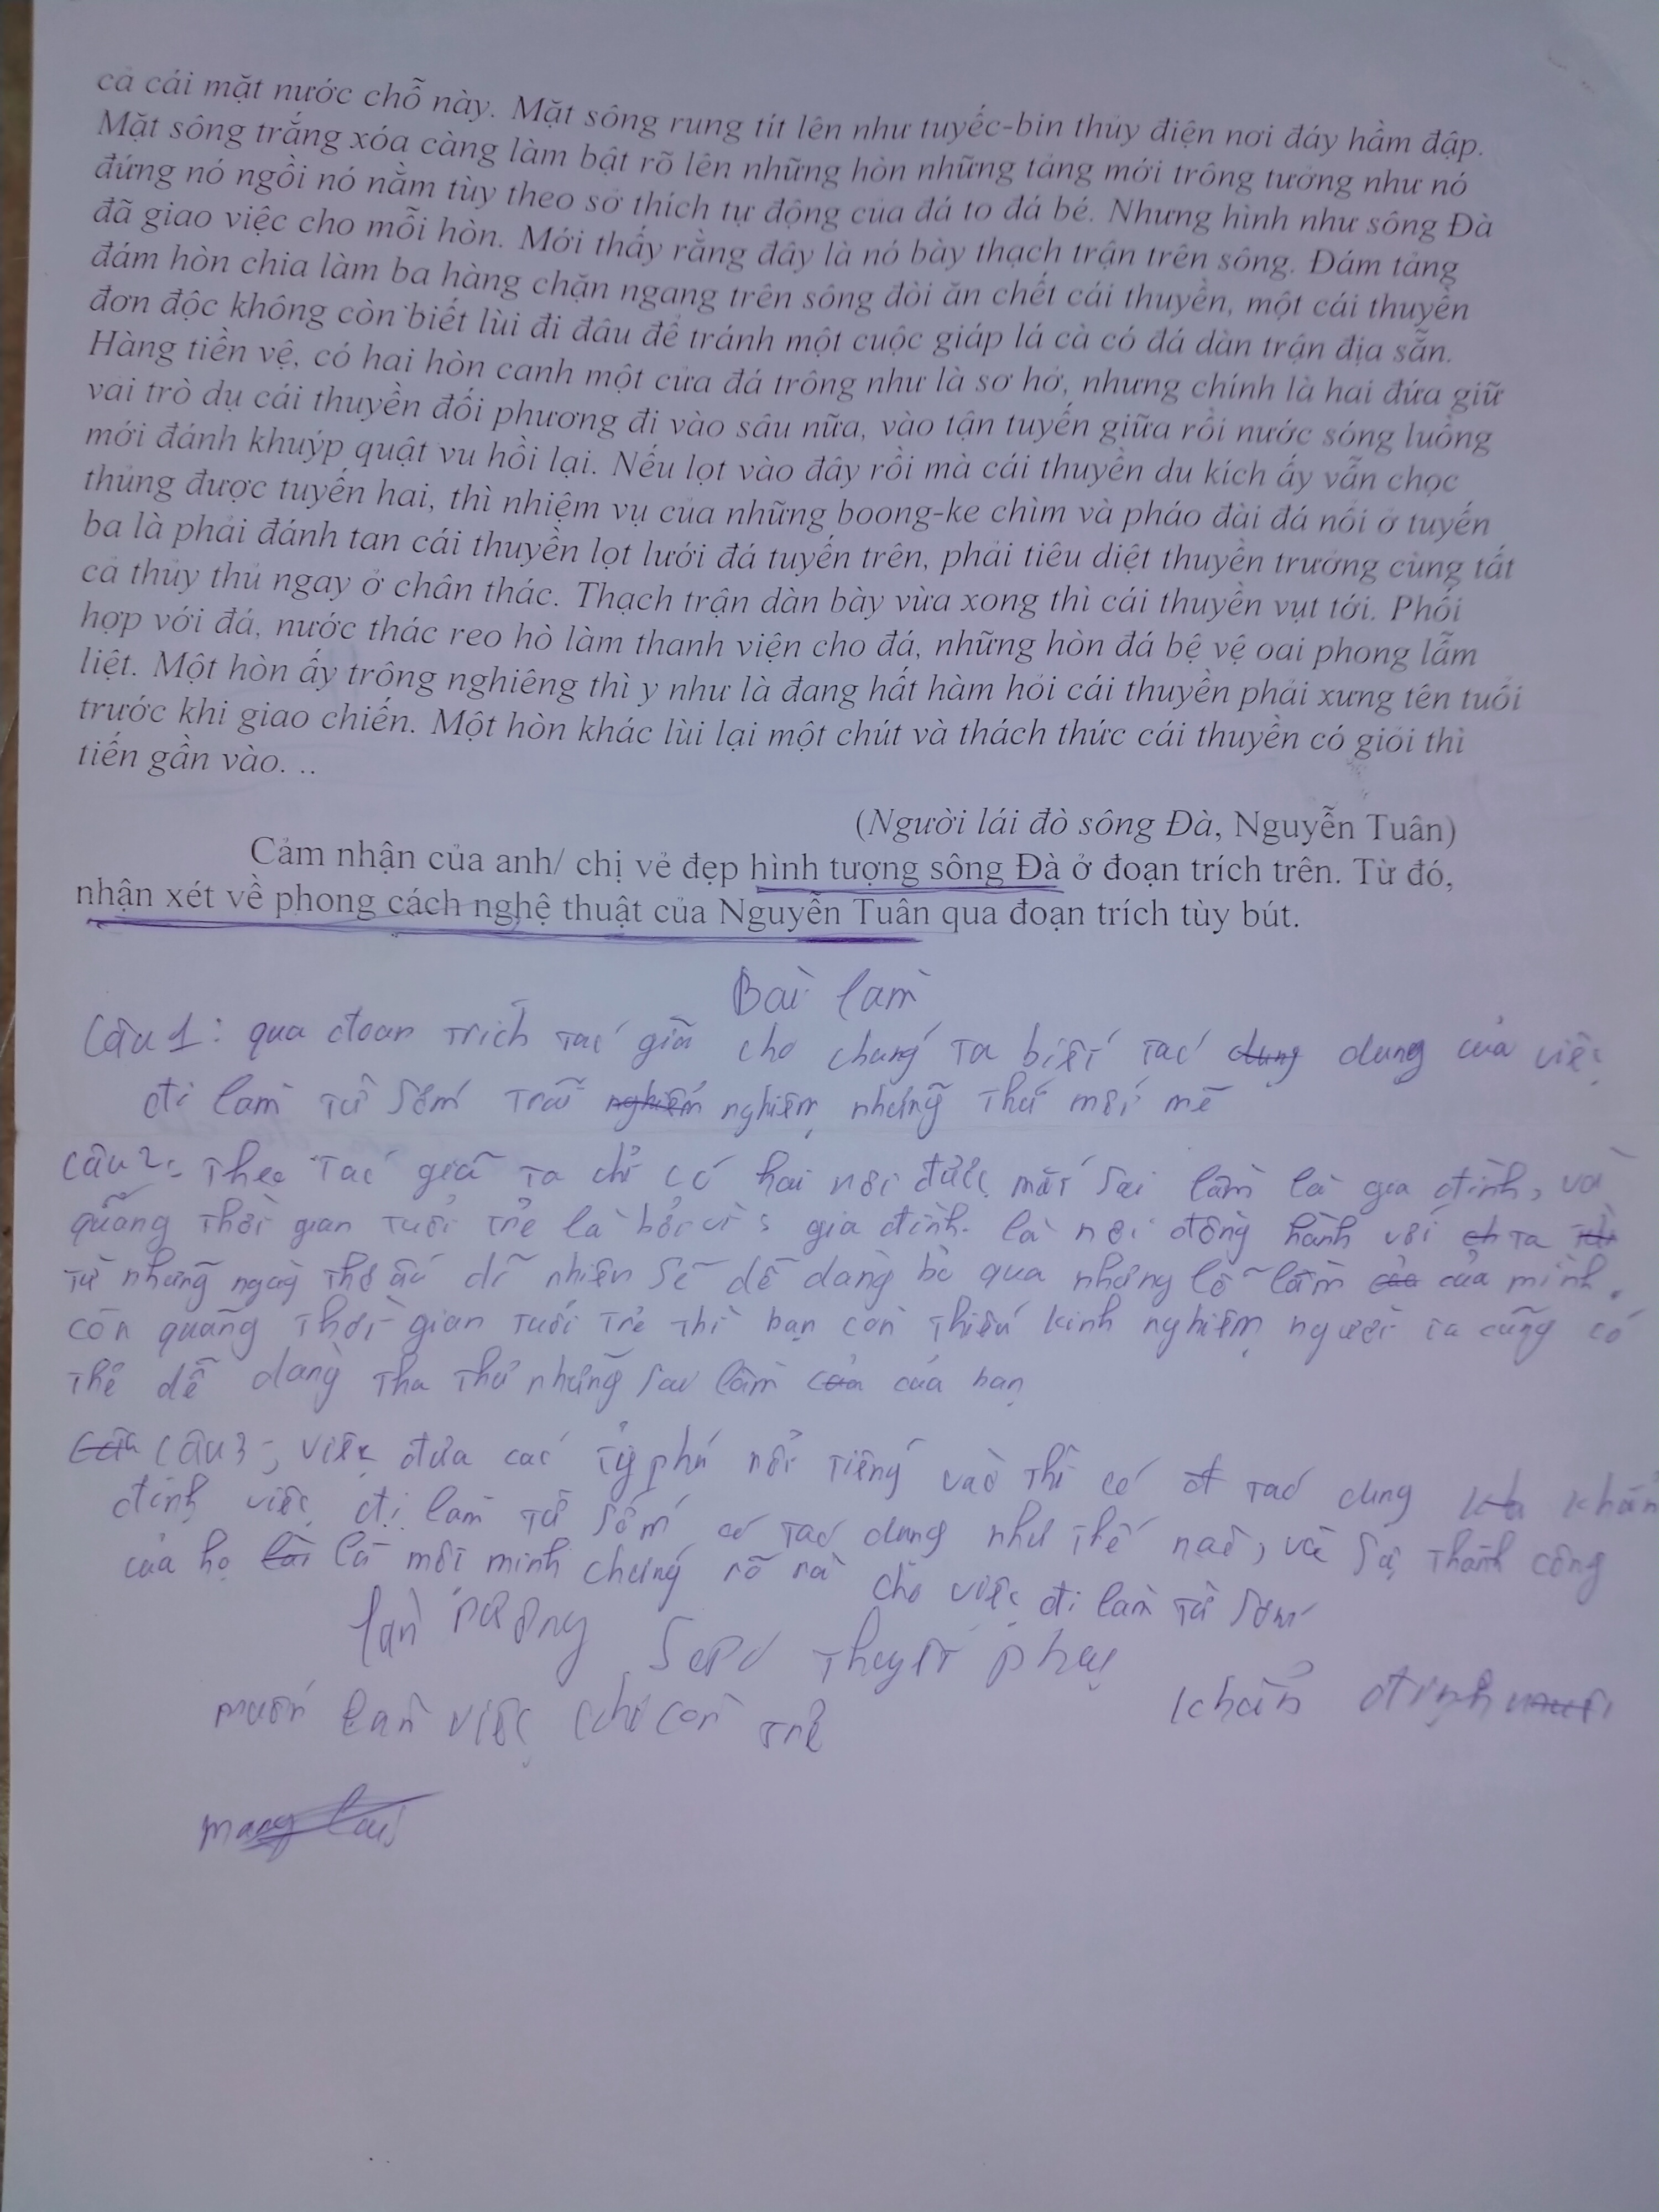 cả cái mặt nước chỗ này. Mặt sông rung tít lên như tuyếc-bin thủy điện nơi đáy hầm đập.
Mặt sông trắng xóa càng làm bật rõ lên những hòn những tảng mới trông tưởng như nó
đứng nó ngồi nó nằm tùy theo sở thích tự động của đá to đá bé. Nhưng hình như sông Đà
đã giao việc cho mỗi hòn. Mới thấy rằng đây là nó bày thạch trận trên sông. Đám tảng
đám hòn chia làm ba hàng chặn ngang trên sông đòi ăn chết cái thuyền, một cái thuyền
đơn độc không còn biết lùi đi đâu để tránh một cuộc giáp lá cà có đá dàn trận địa sẵn.
Hàng tiền vệ, có hai hòn canh một cửa đá trông như là sơ hở, nhưng chính là hai đứa giữ
vai trò dụ cái thuyền đối phương đi vào sâu nữa, vào tận tuyến giữa rồi nước sóng luồng
mới đánh khuýp quật vu hồi lại. Nếu lọt vào đây rồi mà cái thuyền du kích ấy vẫn chọc
thủng được tuyến hai, thì nhiệm vụ của những boong-ke chìm và pháo đài đá nổi ở tuyến
ba là phải đánh tan cái thuyền lọt lưới đá tuyến trên, phải tiêu diệt thuyền trưởng cùng tất
cả thủy thủ ngay ở chân thác. Thạch trận dàn bày vừa xong thì cái thuyền vụt tới. Phối
hợp với đá, nước thác reo hò làm thanh viện cho đá, những hòn đá bệ vệ oai phong lẫm
liệt. Một hòn ấy trông nghiêng thì y như là đang hất hàm hỏi cái thuyền phải xưng tên tuổi
trước khi giao chiến. Một hòn khác lùi lại một chút và thách thức cái thuyền có giỏi thì
tiến gần vào. ..
(Người lái đò sông Đà, Nguyễn Tuân)
Cảm nhận của anh/ chị vẻ đẹp hình tượng sông Đà ở đoạn trích trên. Từ đó,
nhận xét về phong cách nghệ thuật của Nguyễn Tuân qua đoạn trích tùy bút.
Bài làm
Câu 1: qua đoan trích tác giã cho chúng ta biết tác dung của việc
đi làm từ sớm trãi nghiệm những thứ mới mẽ
Câu 2: Theo tác giã ta chỉ có hai nơi được mắc sai lầm là gia đình, và
quãng thời gian tuổi trẻ là bởi vì: gia đình là nơi đồng hành với ta
từ những ngày thơ ấu dĩ nhiên sẽ dễ dàng bỏ qua những lỗi lầm của mình.
còn quãng thời gian tuổi trẻ thì bạn còn thiếu kinh nghiệm người ta cũng có
thể dễ dàng tha thứ những sai lầm của bạn
Câu 3: việc đưa các tỷ phú nổi tiếng vào thì có tác dụng khẳn
định việc đi làm từ sớm có tác dung như thế nào, và sự thành công
của họ là môi minh chứng rõ ràn cho việc đi làm từ sớm
thuyết phục
khẳn định
muốn làm việc khi còn trẻ